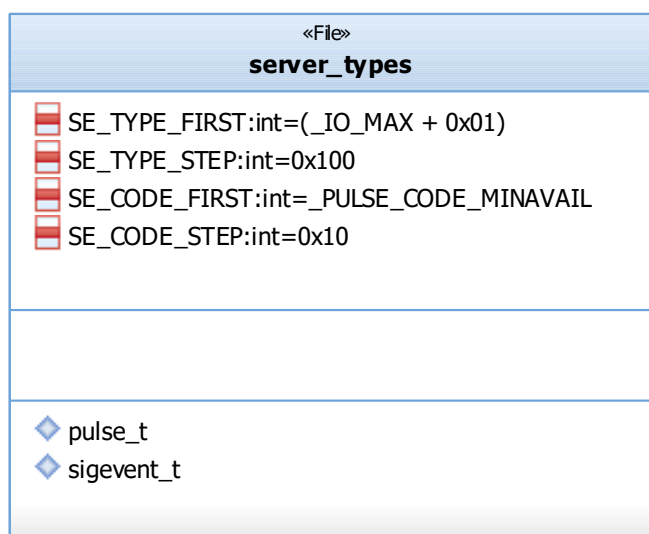 «File»
server_types
SE_TYPE_FIRST:int=(_IO_MAX + 0x01)
SE_TYPE_STEP:int=0x100
SE_CODE_FIRST:int=_PULSE_CODE_MINAVAIL
SE_CODE_STEP:int=0x10
pulse_t
sigevent_t